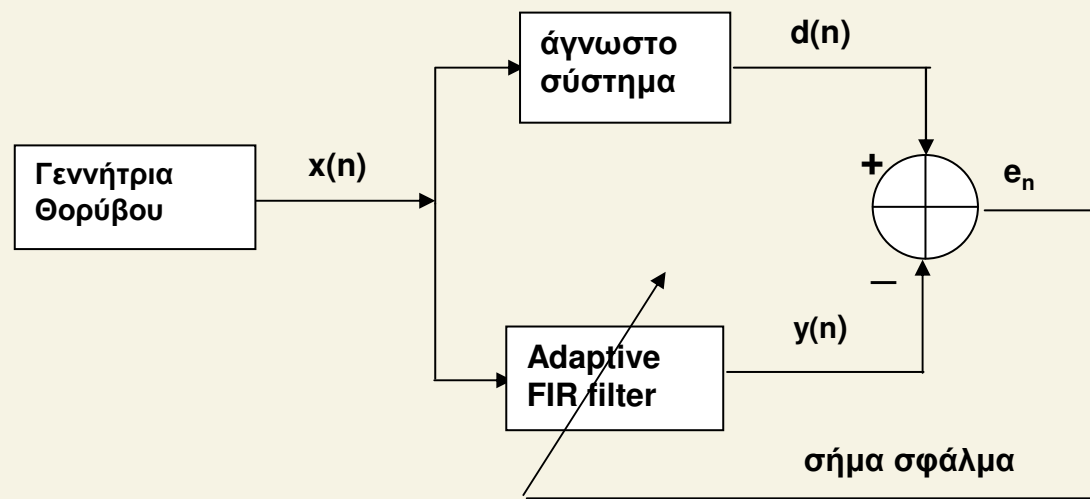 άγνωστο
σύστημα
d(n)
Γεννήτρια
Θορύβου
x(n)
+
e_n
−
Adaptive
FIR filter
y(n)
σήμα σφάλμα